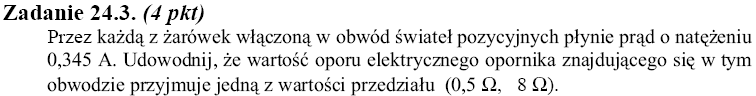 Zadanie 24.3. (4 pkt)
Przez każdą z żarówek włączoną w obwód świateł pozycyjnych płynie prąd o natężeniu
0,345 A. Udowodnij, że wartość oporu elektrycznego opornika znajdującego się w tym
obwodzie przyjmuje jedną z wartości przedziału (0,5 Ω, 8 Ω).